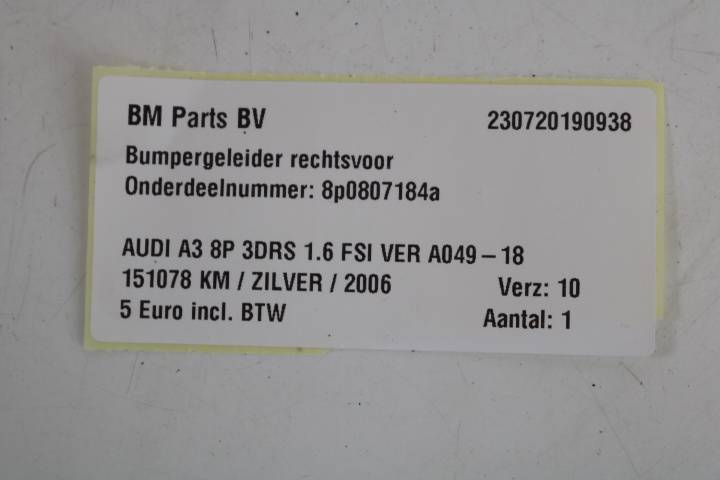 BM Parts BV 230720190938
Bumpergeleider rechtsvoor
Onderdeelnummer: 8p0807184a
AUDI A3 8P 3DRS 1.6 FSI VER A049-18
151078 KM / ZILVER / 2006 Verz: 10
5 Euro incl. BTW Aantal: 1